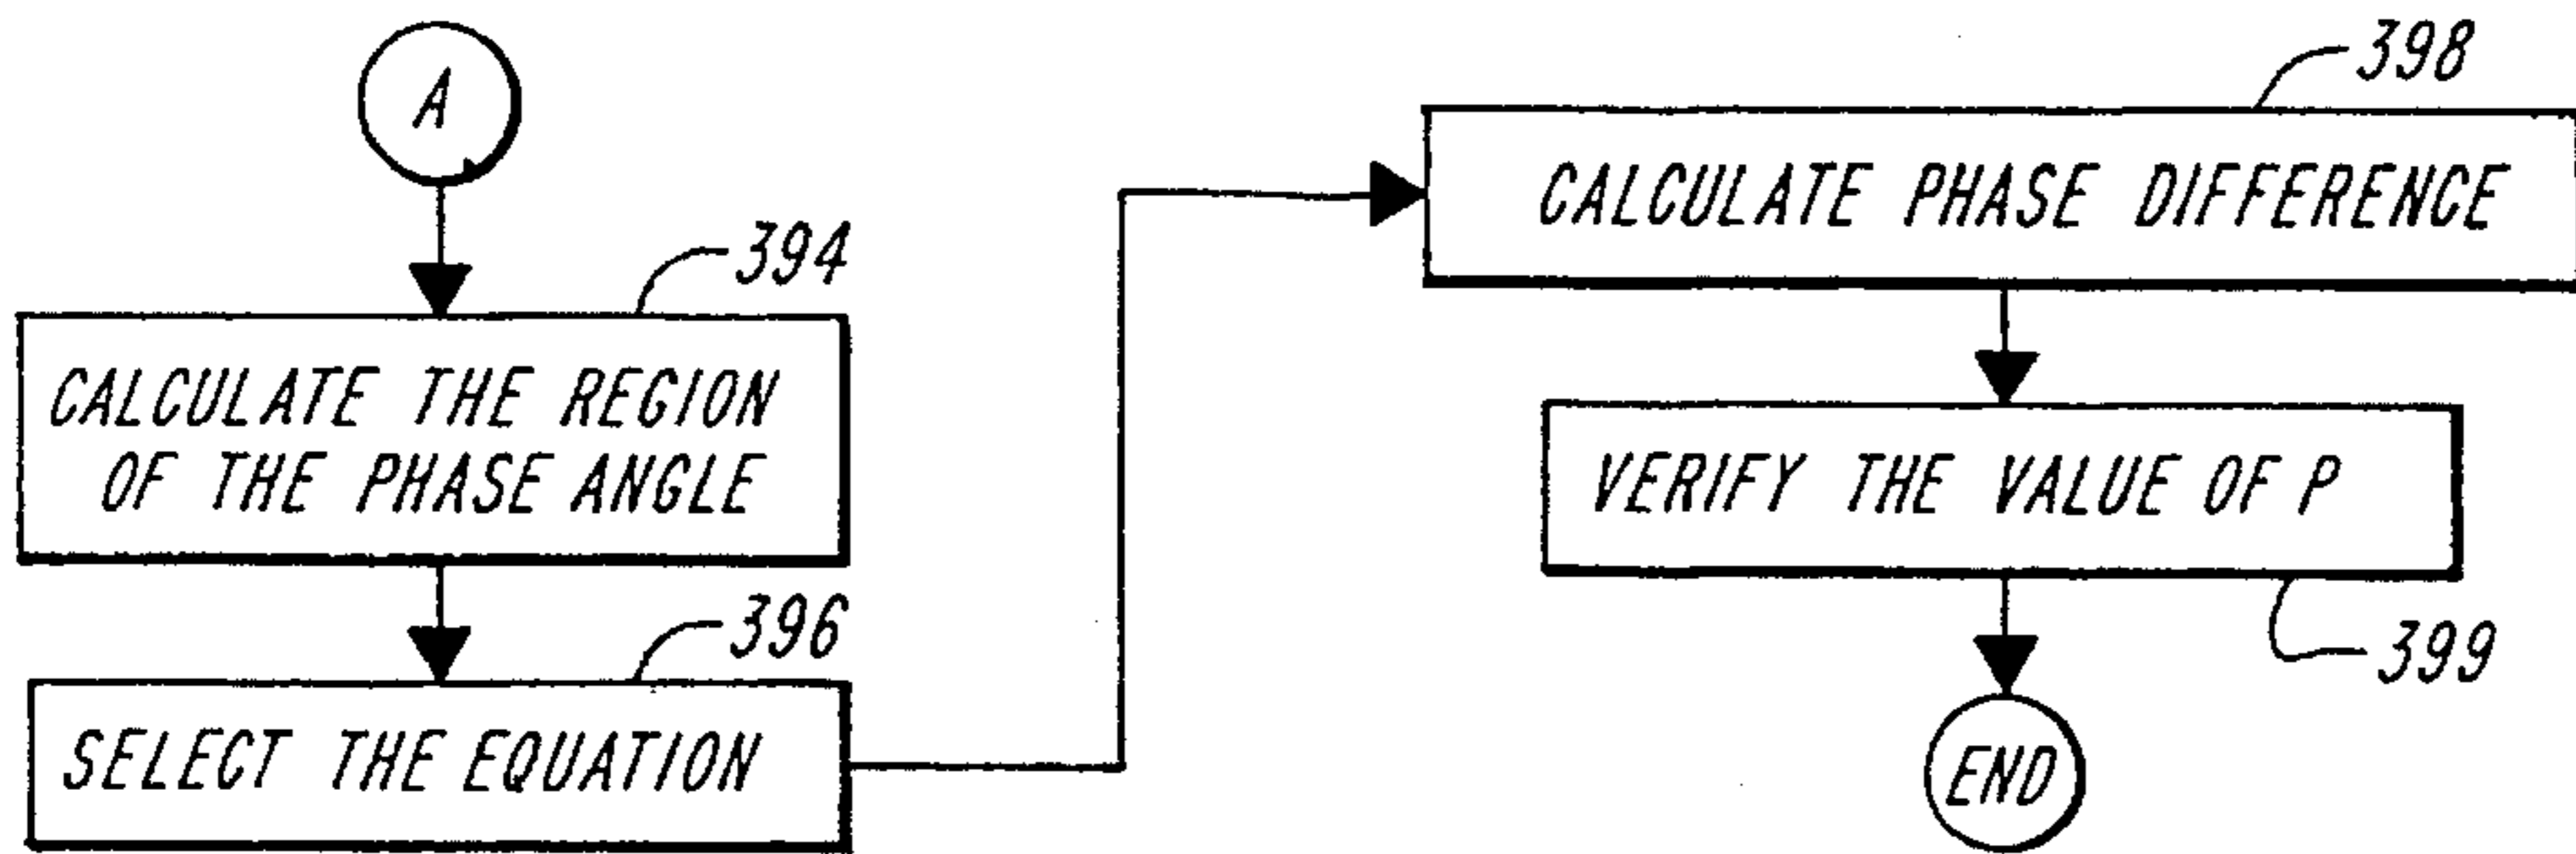 A
394
CALCULATE THE REGION
OF THE PHASE ANGLE
396
SELECT THE EQUATION
398
CALCULATE PHASE DIFFERENCE
VERIFY THE VALUE OF P
399
END